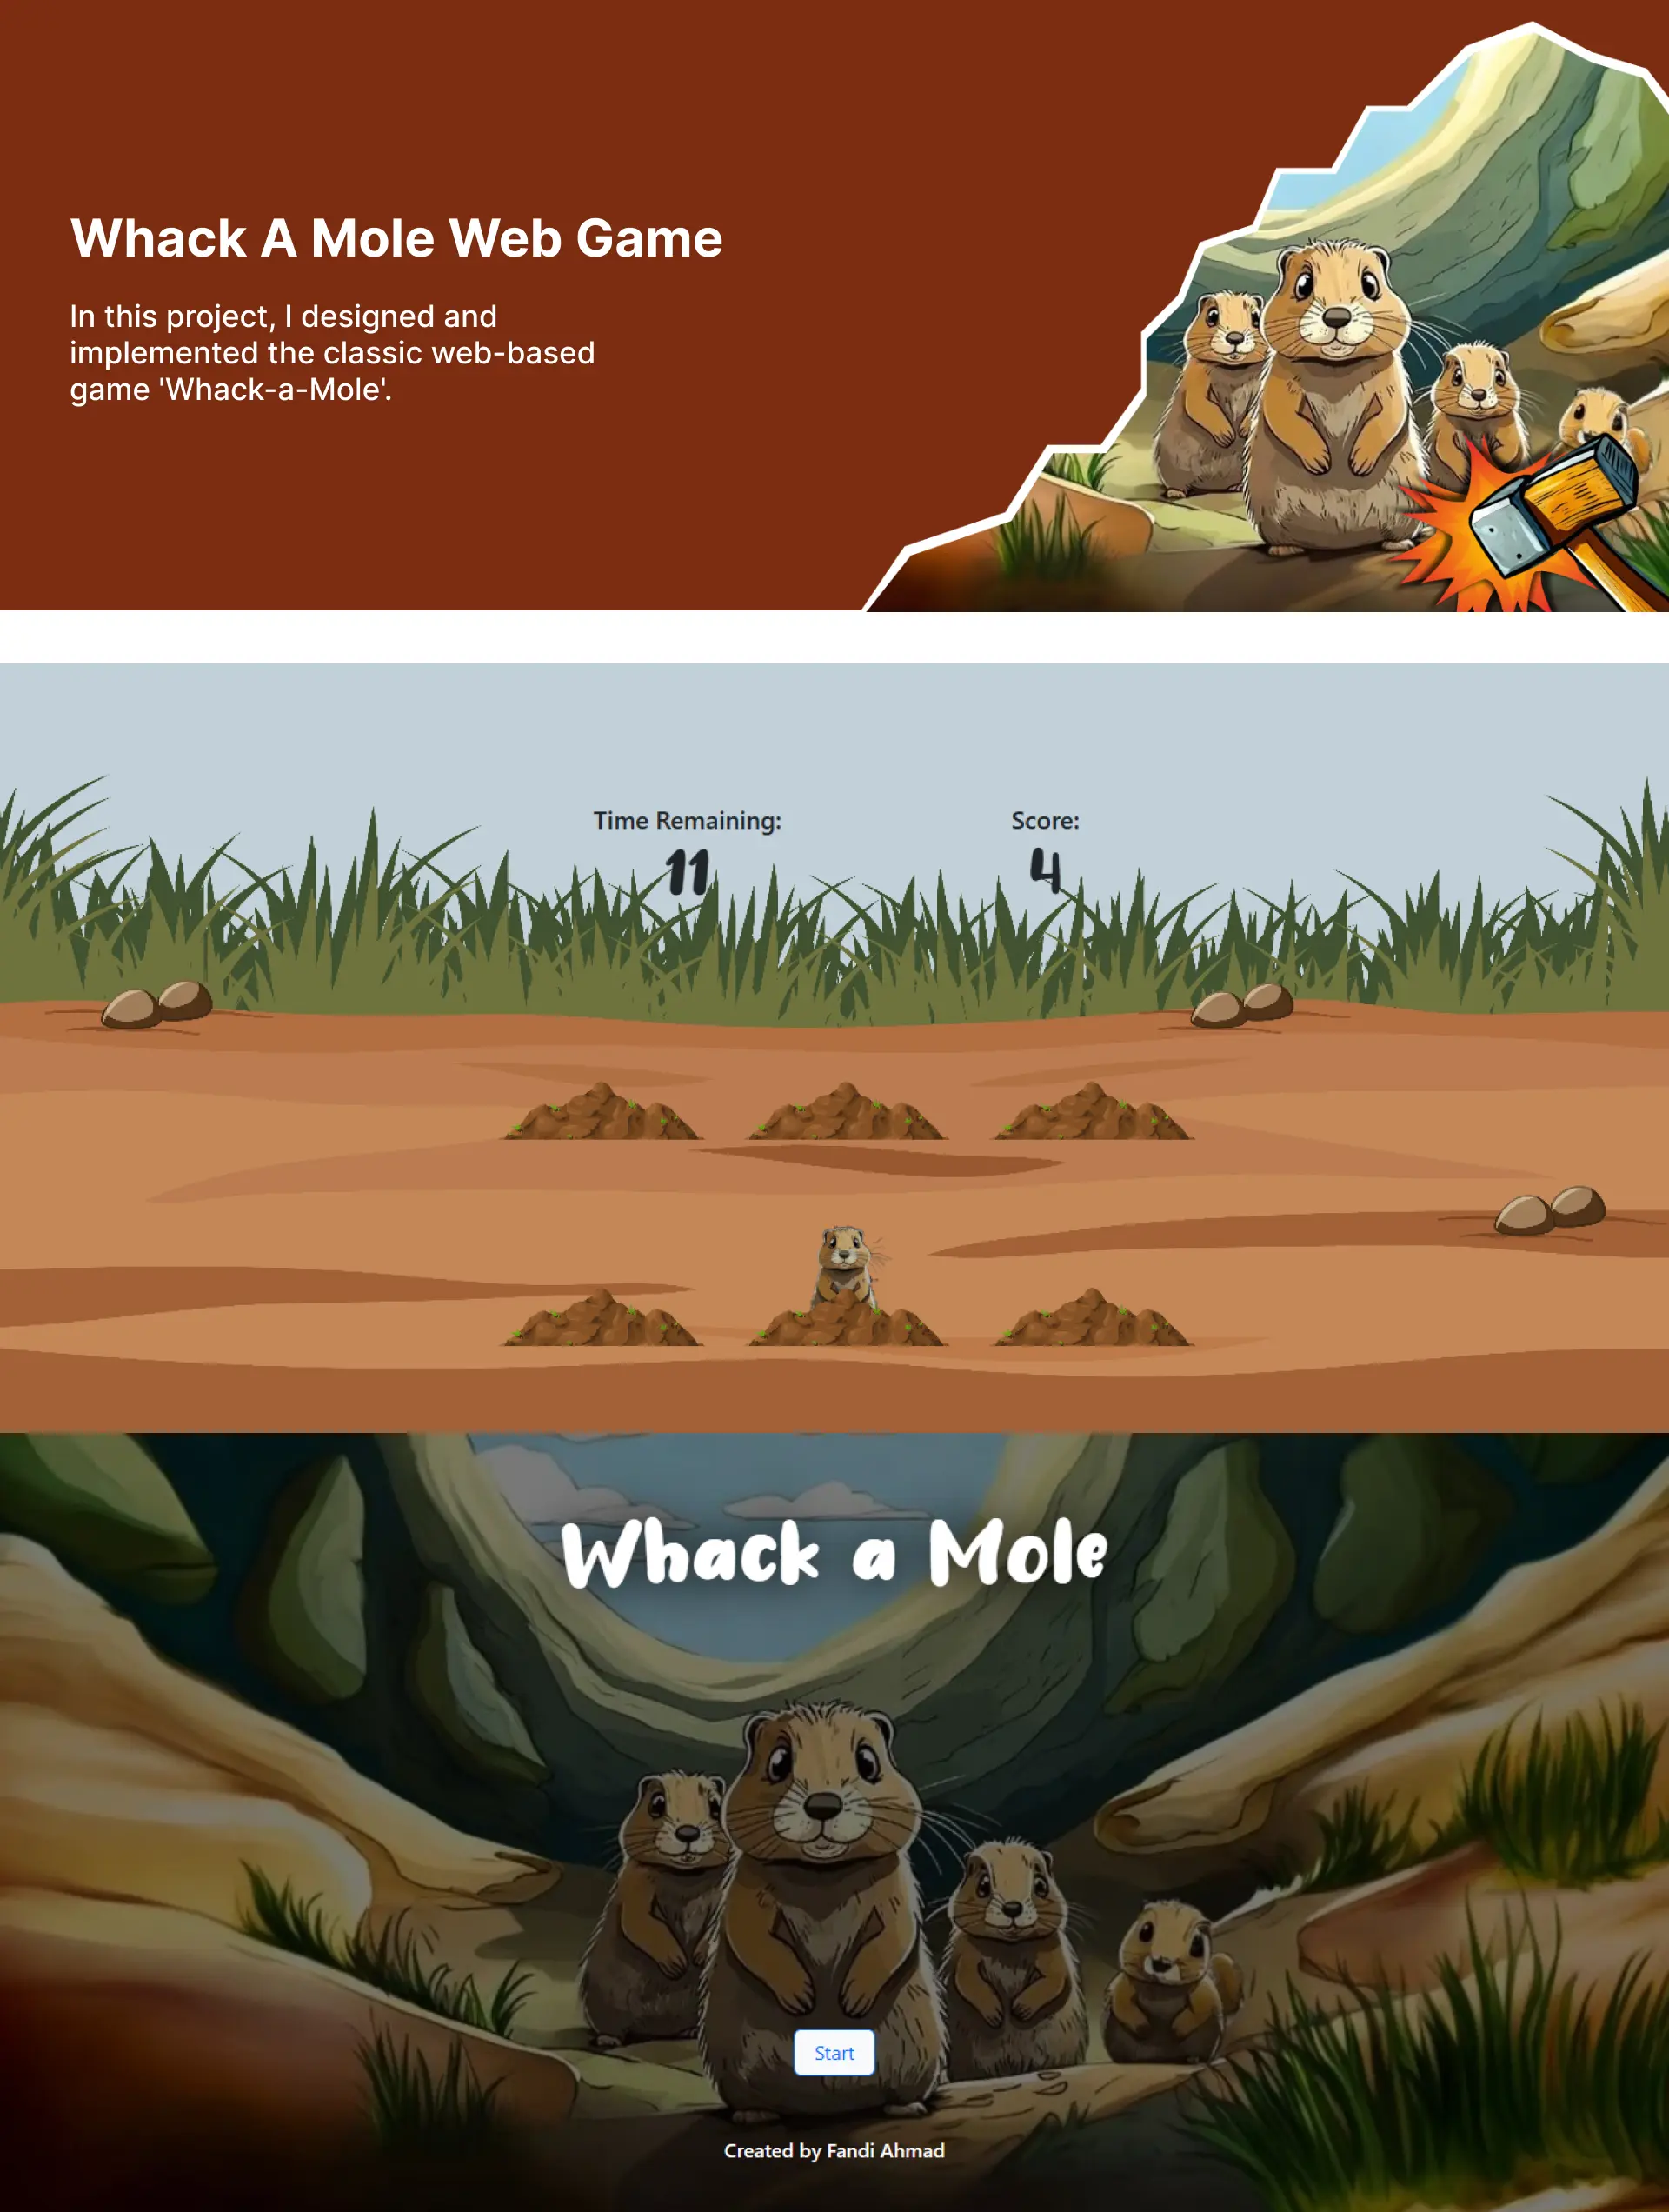 Whack A Mole Web Game
In this project, I designed and
implemented the classic web-based
game 'Whack-a-Mole'.
Time Remaining:
11
Score:
4
Whack a Mole
Start
Created by Fandi Ahmad